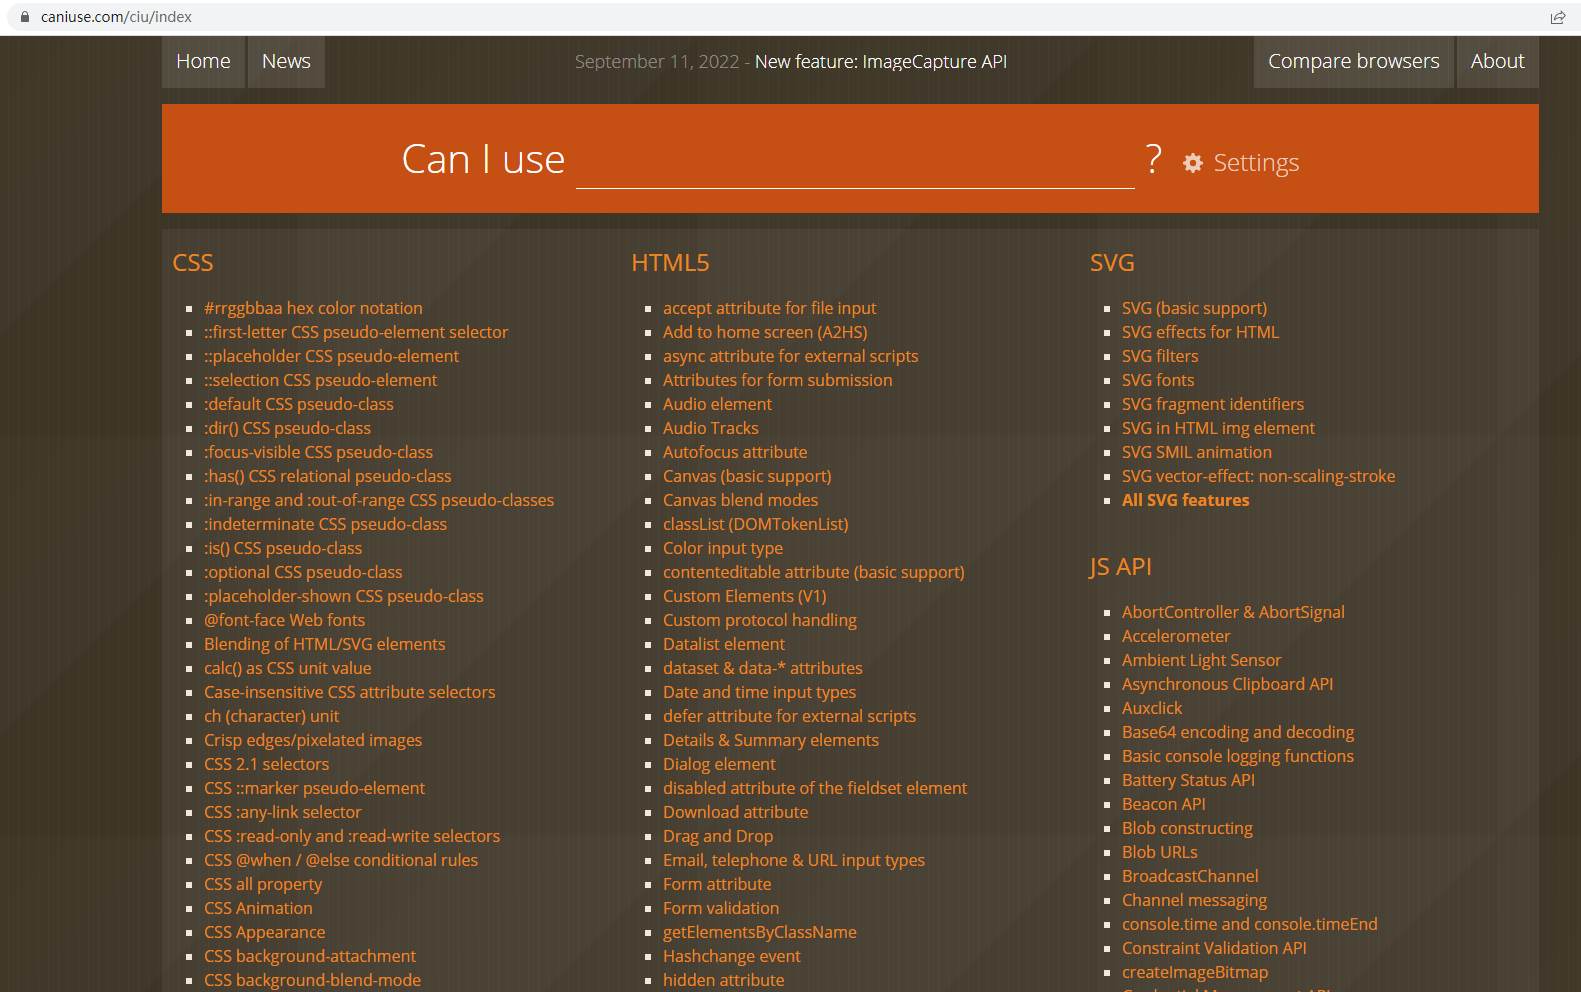 caniuse.com/ciu/index
Home
News
September 11, 2022 - New feature: ImageCapture API
Compare browsers
About
Can I use
?
Settings
CSS
#rrggbbaa hex color notation
::first-letter CSS pseudo-element selector
::placeholder CSS pseudo-element
::selection CSS pseudo-element
:default CSS pseudo-class
:dir() CSS pseudo-class
:focus-visible CSS pseudo-class
:has() CSS relational pseudo-class
:in-range and :out-of-range CSS pseudo-classes
:indeterminate CSS pseudo-class
:is() CSS pseudo-class
:optional CSS pseudo-class
:placeholder-shown CSS pseudo-class
@font-face Web fonts
Blending of HTML/SVG elements
calc() as CSS unit value
Case-insensitive CSS attribute selectors
ch (character) unit
Crisp edges/pixelated images
CSS 2.1 selectors
CSS ::marker pseudo-element
CSS :any-link selector
CSS :read-only and :read-write selectors
CSS @when / @else conditional rules
CSS all property
CSS Animation
CSS Appearance
CSS background-attachment
CSS background-blend-mode
HTML5
accept attribute for file input
Add to home screen (A2HS)
async attribute for external scripts
Attributes for form submission
Audio element
Audio Tracks
Autofocus attribute
Canvas (basic support)
Canvas blend modes
classList (DOMTokenList)
Color input type
contenteditable attribute (basic support)
Custom Elements (V1)
Custom protocol handling
Datalist element
dataset & data-* attributes
Date and time input types
defer attribute for external scripts
Details & Summary elements
Dialog element
disabled attribute of the fieldset element
Download attribute
Drag and Drop
Email, telephone & URL input types
Form attribute
Form validation
getElementsByClassName
Hashchange event
hidden attribute
SVG
SVG (basic support)
SVG effects for HTML
SVG filters
SVG fonts
SVG fragment identifiers
SVG in HTML img element
SVG SMIL animation
SVG vector-effect: non-scaling-stroke
All SVG features
JS API
AbortController & AbortSignal
Accelerometer
Ambient Light Sensor
Asynchronous Clipboard API
Auxclick
Base64 encoding and decoding
Basic console logging functions
Battery Status API
Beacon API
Blob constructing
Blob URLs
BroadcastChannel
Channel messaging
console.time and console.timeEnd
Constraint Validation API
createImageBitmap